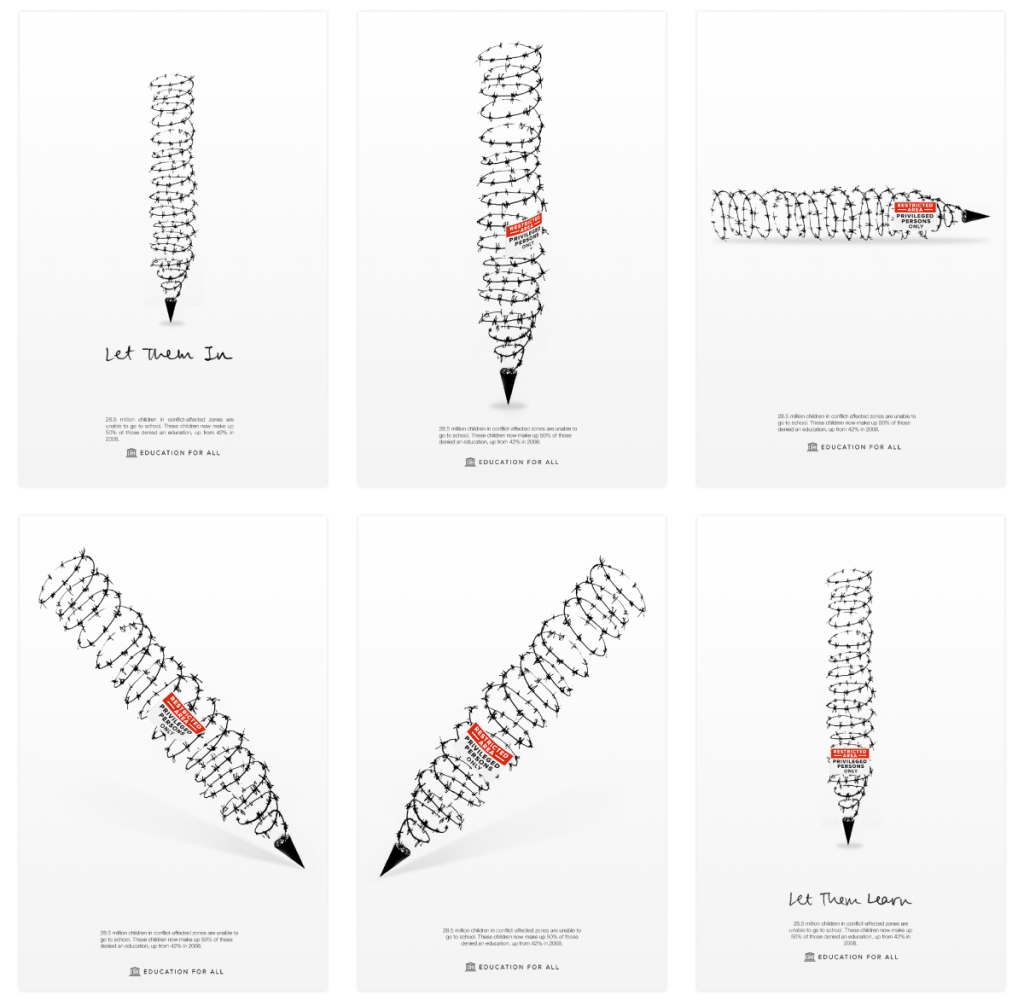 Let Them In
28.5 million children in conflict-affected zones are
unable to go to school. These children now make up
50% of those denied an education, up from 42% in
2008.
EDUCATION FOR ALL
RESTRICTED
AREA
PRIVILEGED
PERSONS
ONLY
28.5 million children in conflict-affected zones are unable to
go to school. These children now make up 50% of those
denied an education, up from 42% in 2008.
EDUCATION FOR ALL
RESTRICTED
AREA
PRIVILEGED
PERSONS
ONLY
28.5 million children in conflict-affected zones are unable to
go to school. These children now make up 50% of those
denied an education, up from 42% in 2008.
EDUCATION FOR ALL
RESTRICTED
AREA
PRIVILEGED
PERSONS
ONLY
28.5 million children in conflict-affected zones are unable to
go to school. These children now make up 50% of those
denied an education, up from 42% in 2008.
EDUCATION FOR ALL
RESTRICTED
AREA
PRIVILEGED
PERSONS
ONLY
28.5 million children in conflict-affected zones are unable to
go to school. These children now make up 50% of those
denied an education, up from 42% in 2008.
EDUCATION FOR ALL
RESTRICTED
AREA
PRIVILEGED
PERSONS
ONLY
Let Them Learn
28.5 million children in conflict-affected zones are
unable to go to school. These children now make up
50% of those denied an education, up from 42% in
2008.
EDUCATION FOR ALL